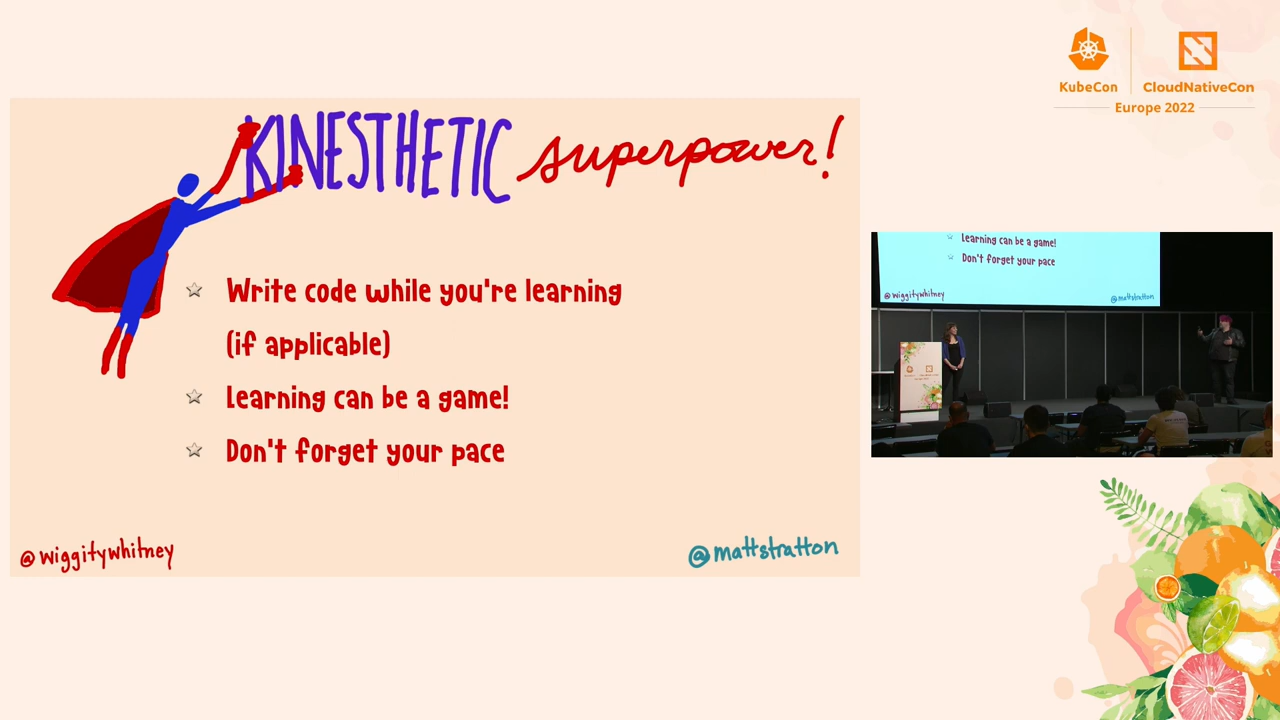 KubeCon
CloudNativeCon
Europe 2022
KINESTHETIC superpower!
Write code while you're learning
(if applicable)
Learning can be a game!
Don't forget your pace
@wiggitywhitney
@mattstratton
Learning can be a game!
Don't forget your pace
@wiggitywhitney
@mattstratton